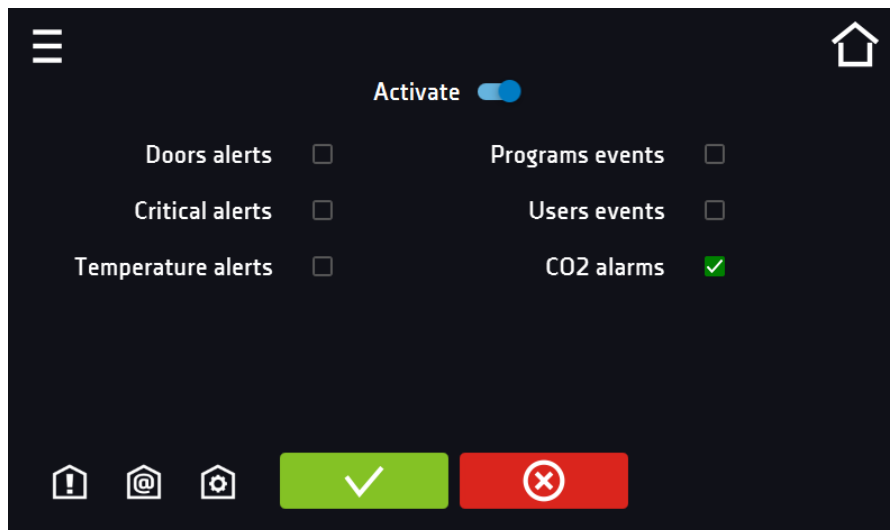 Activate
Doors alerts
Programs events
Critical alerts
Users events
Temperature alerts
CO2 alarms